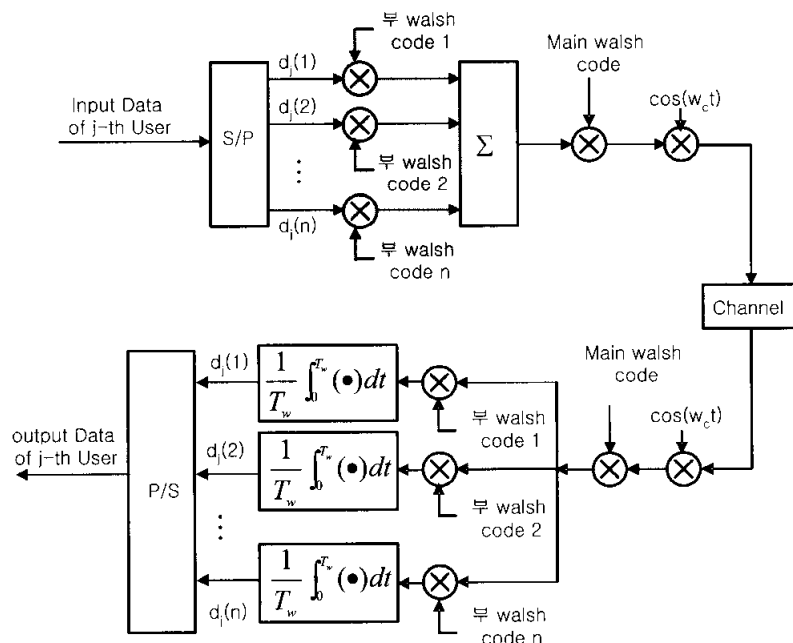 부 walsh
code 1
d_j(1)
Input Data
of j-th User
S/P
d_j(2)
부 walsh
code 2
⋮
d_j(n)
부 walsh
code n
Σ
Main walsh
code
cos(w_c t)
Channel
Main walsh
code
cos(w_c t)
d_j(1)
1/T_w ∫_0^{T_w} (•)dt
부 walsh
code 1
output Data
of j-th User
P/S
d_j(2)
1/T_w ∫_0^{T_w} (•)dt
부 walsh
code 2
⋮
d_j(n)
1/T_w ∫_0^{T_w} (•)dt
부 walsh
code n